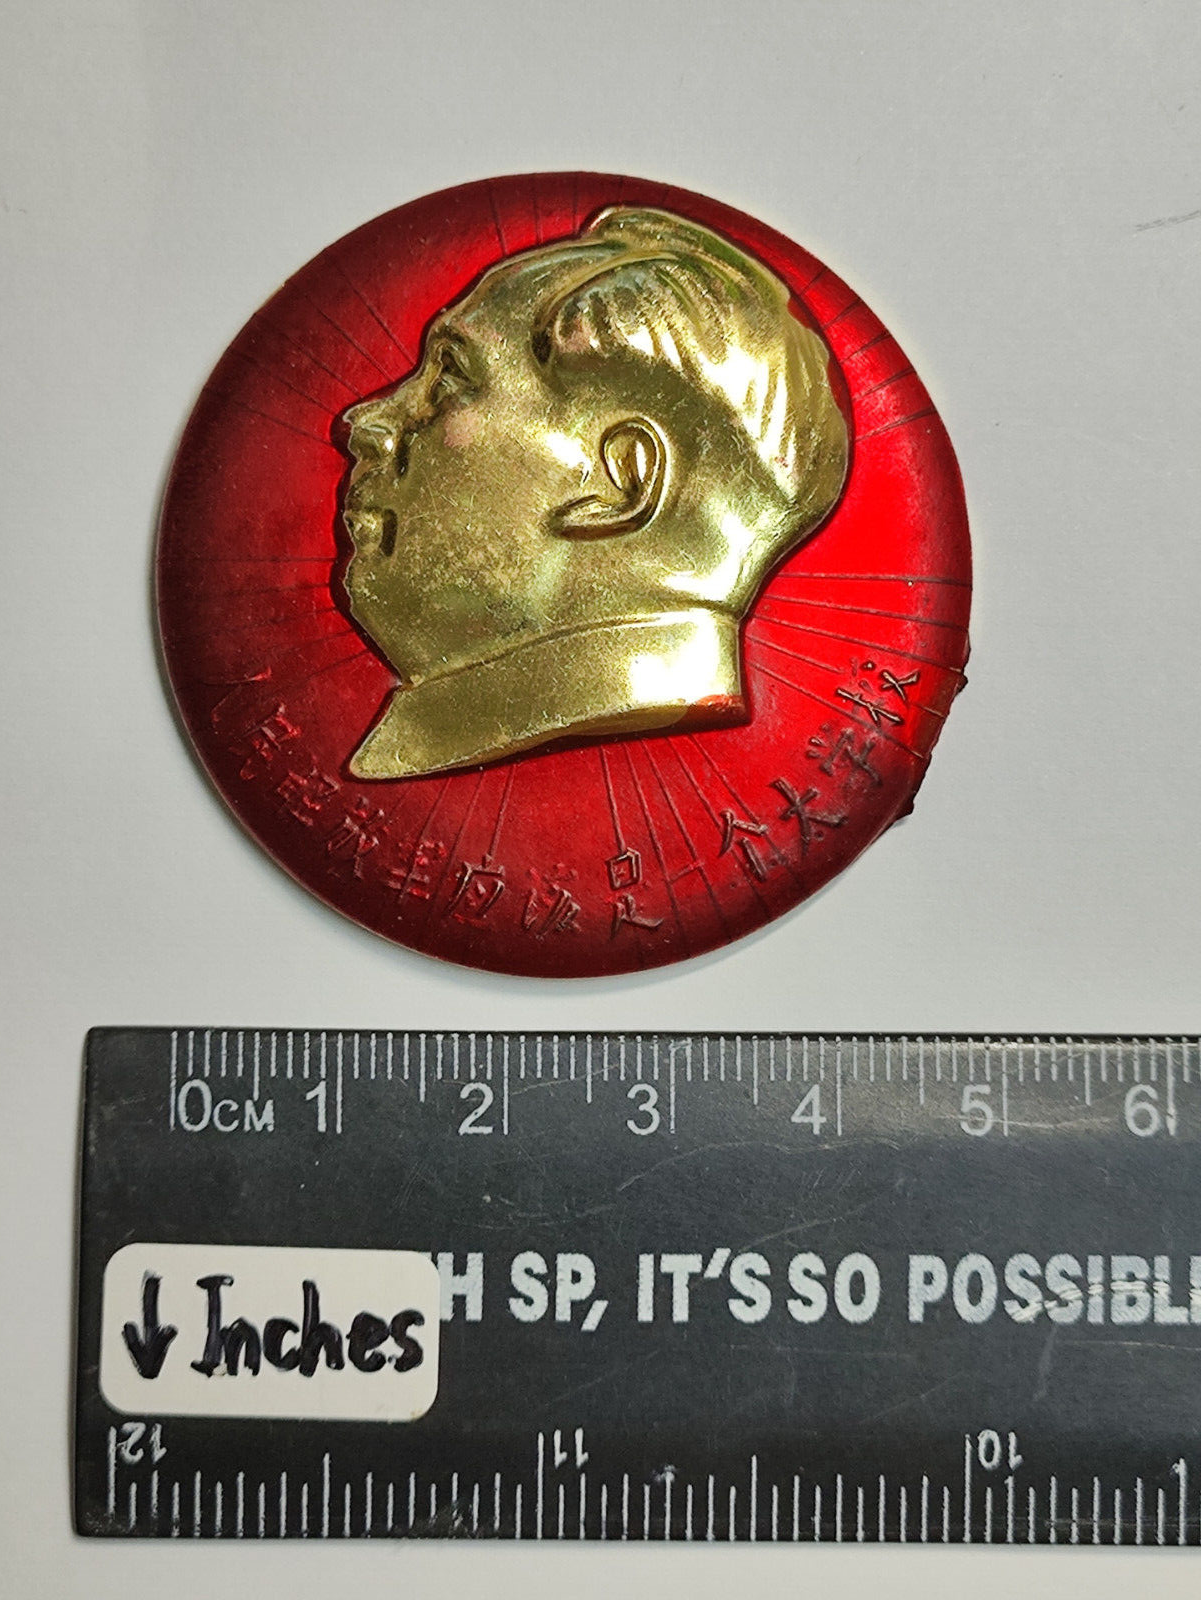 人民解放军应该是一个大学校
0CM 1 2 3 4 5 6
H SP, IT'S SO POSSIBL
↓ Inches
12 11 10